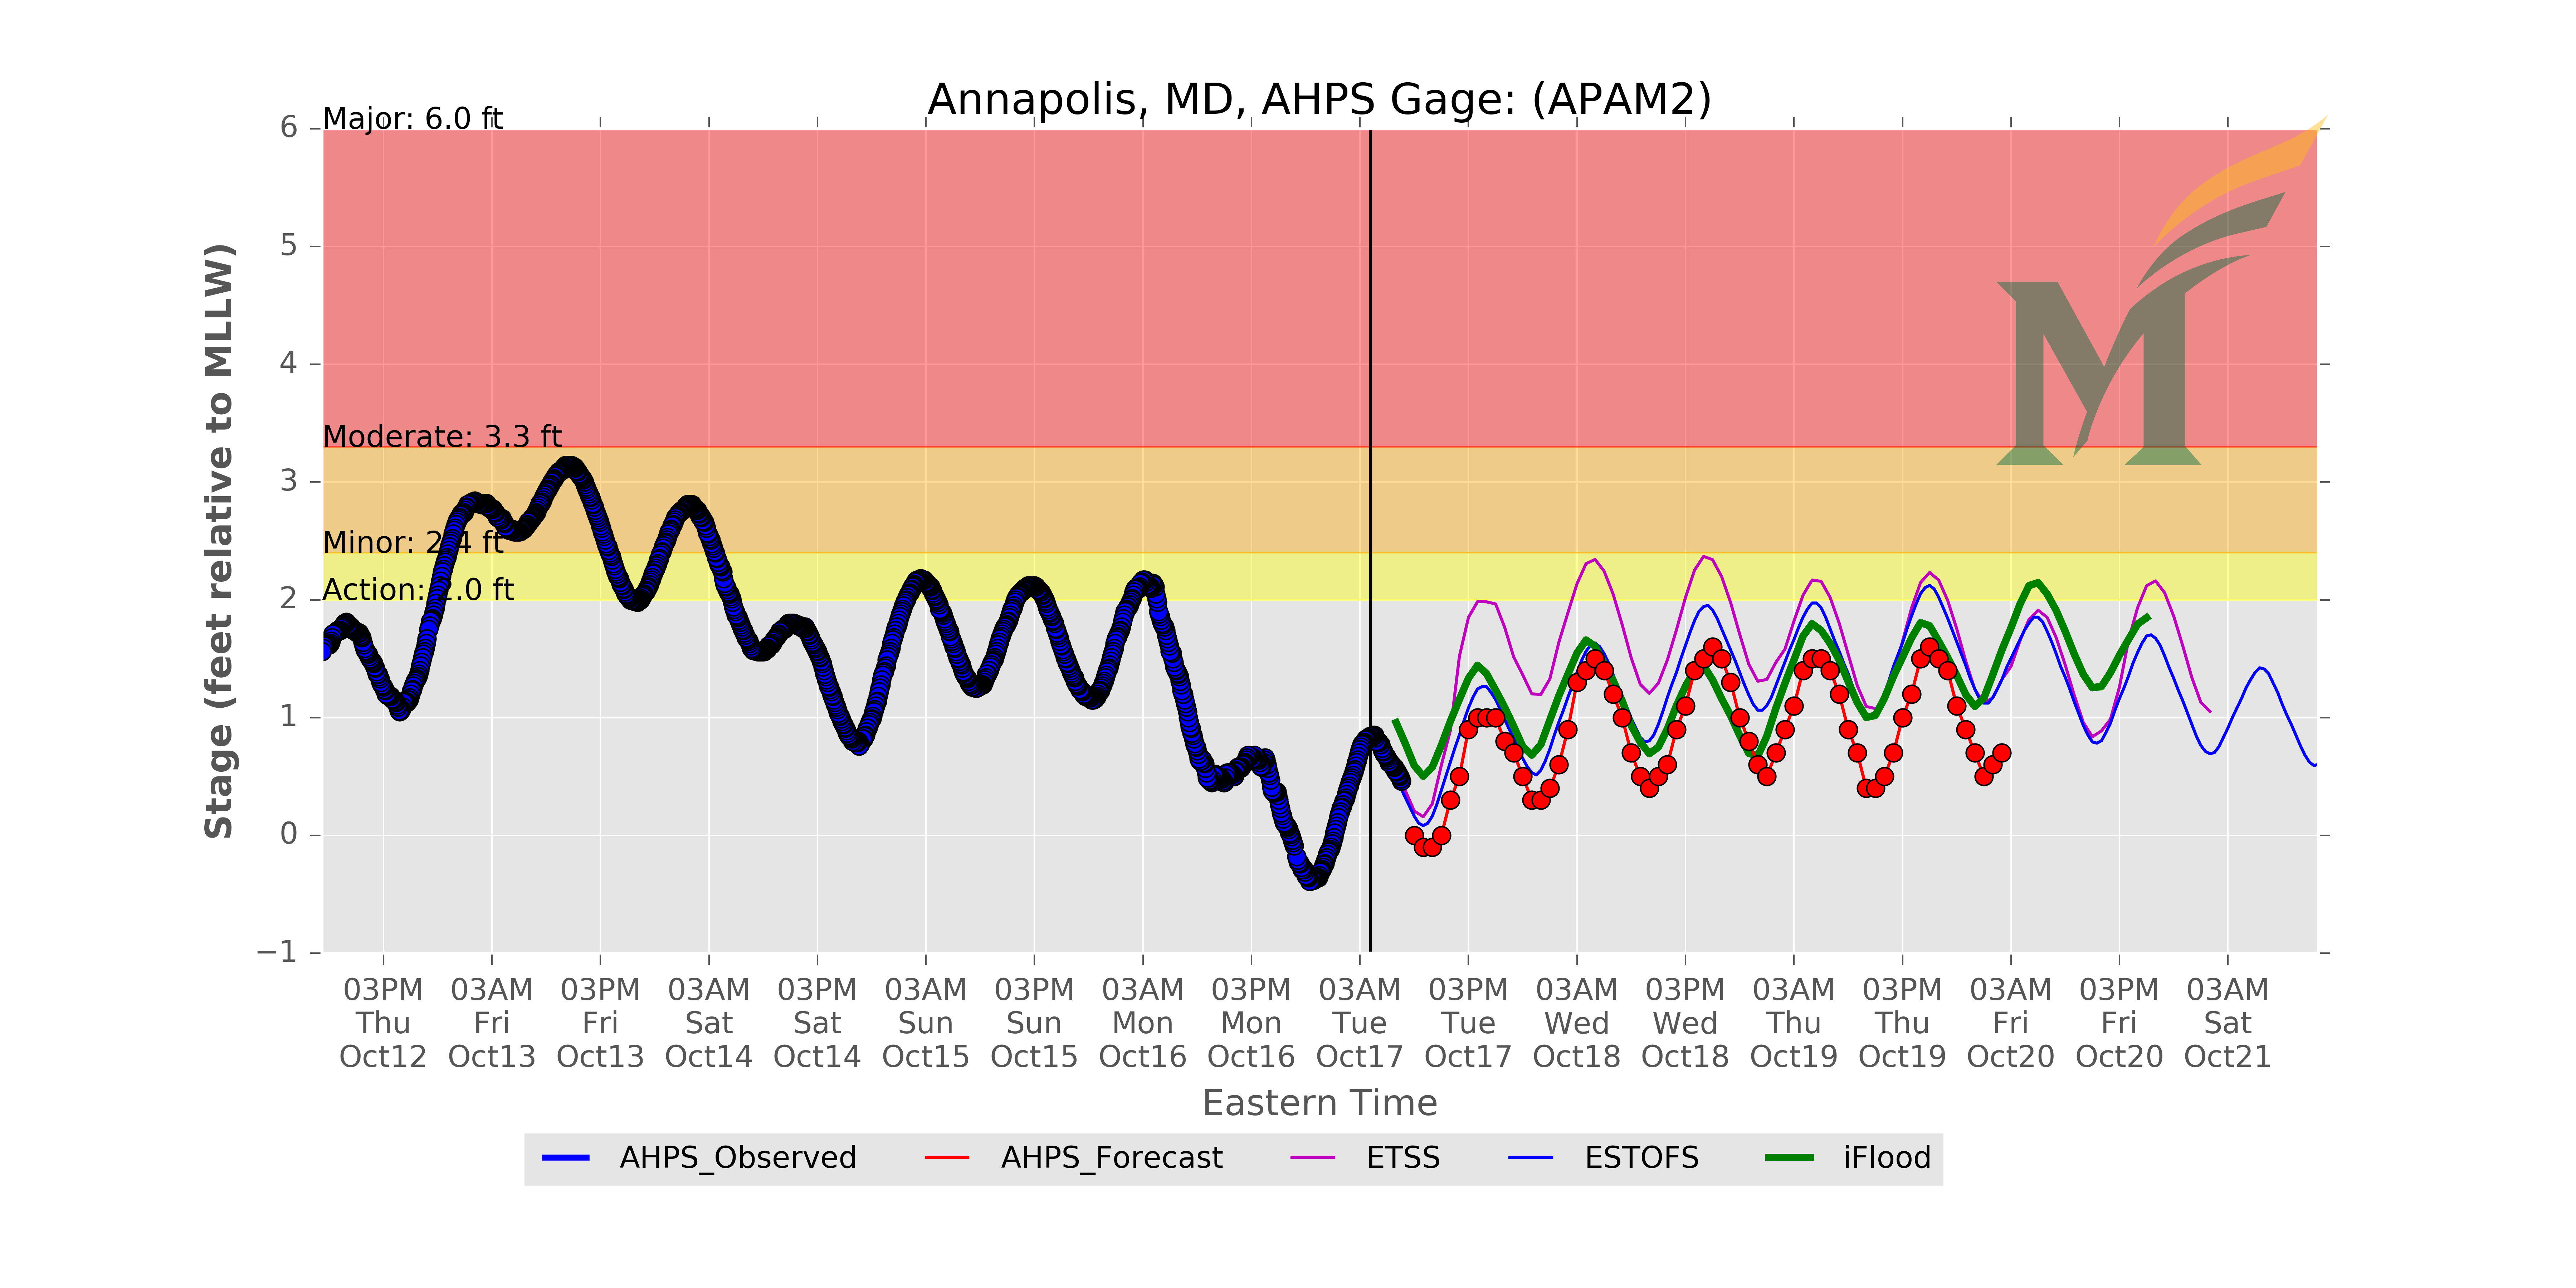 Annapolis, MD, AHPS Gage: (APAM2)
Major: 6.0 ft
Moderate: 3.3 ft
Minor: 2.4 ft
Action: 2.0 ft
Stage (feet relative to MLLW)
6
5
4
3
2
1
0
−1
03PM 03AM 03PM 03AM 03PM 03AM 03PM 03AM 03PM 03AM 03PM 03AM 03PM 03AM 03PM 03AM 03PM 03AM
Thu Fri Fri Sat Sat Sun Sun Mon Mon Tue Tue Wed Wed Thu Thu Fri Fri Sat
Oct12 Oct13 Oct13 Oct14 Oct14 Oct15 Oct15 Oct16 Oct16 Oct17 Oct17 Oct18 Oct18 Oct19 Oct19 Oct20 Oct20 Oct21
Eastern Time
AHPS_Observed AHPS_Forecast ETSS ESTOFS iFlood